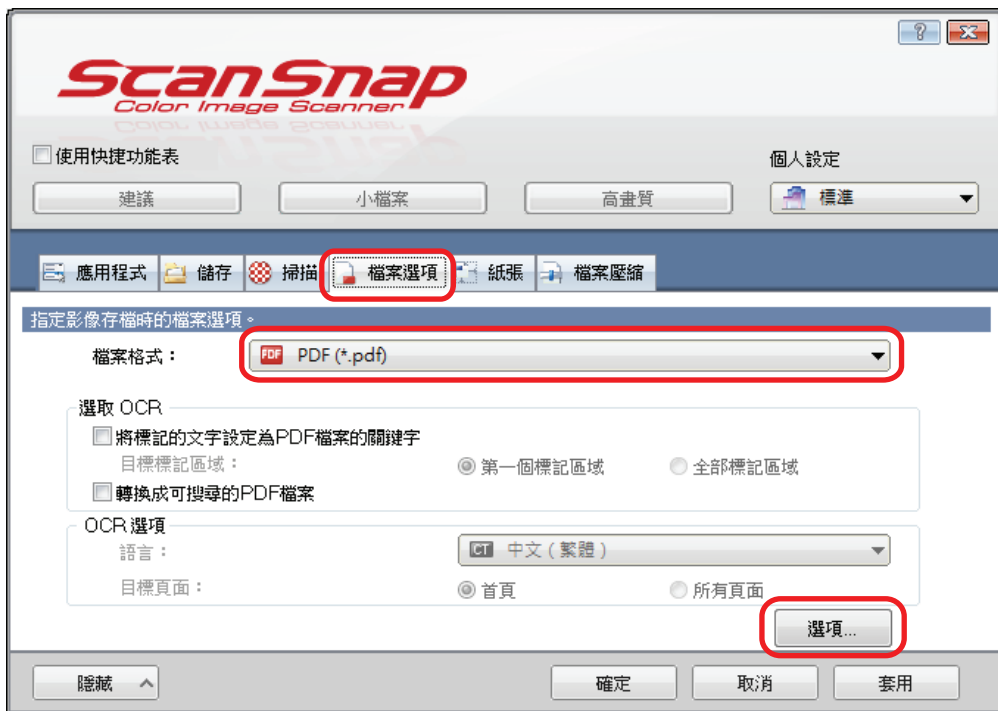 ScanSnap
Color Image Scanner
使用快捷功能表
個人設定
建議 小檔案 高畫質 標準
應用程式 儲存 掃描 檔案選項 紙張 檔案壓縮
指定影像存檔時的檔案選項。
檔案格式： PDF PDF (*.pdf)
選取 OCR
將標記的文字設定為PDF檔案的關鍵字
目標標記區域： 第一個標記區域 全部標記區域
轉換成可搜尋的PDF檔案
OCR 選項
語言： CT 中文（繁體）
目標頁面： 首頁 所有頁面
選項...
隱藏 確定 取消 套用